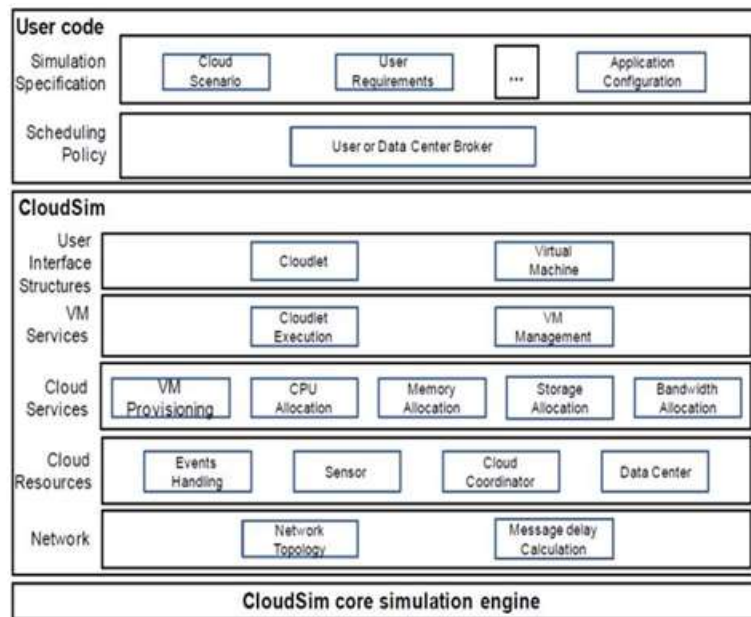 User code
Simulation
Specification
Cloud
Scenario
User
Requirements
...
Application
Configuration
Scheduling
Policy
User or Data Center Broker
CloudSim
User
Interface
Structures
Cloudlet
Virtual
Machine
VM
Services
Cloudlet
Execution
VM
Management
Cloud
Services
VM
Provisioning
CPU
Allocation
Memory
Allocation
Storage
Allocation
Bandwidth
Allocation
Cloud
Resources
Events
Handling
Sensor
Cloud
Coordinator
Data Center
Network
Network
Topology
Message delay
Calculation
CloudSim core simulation engine